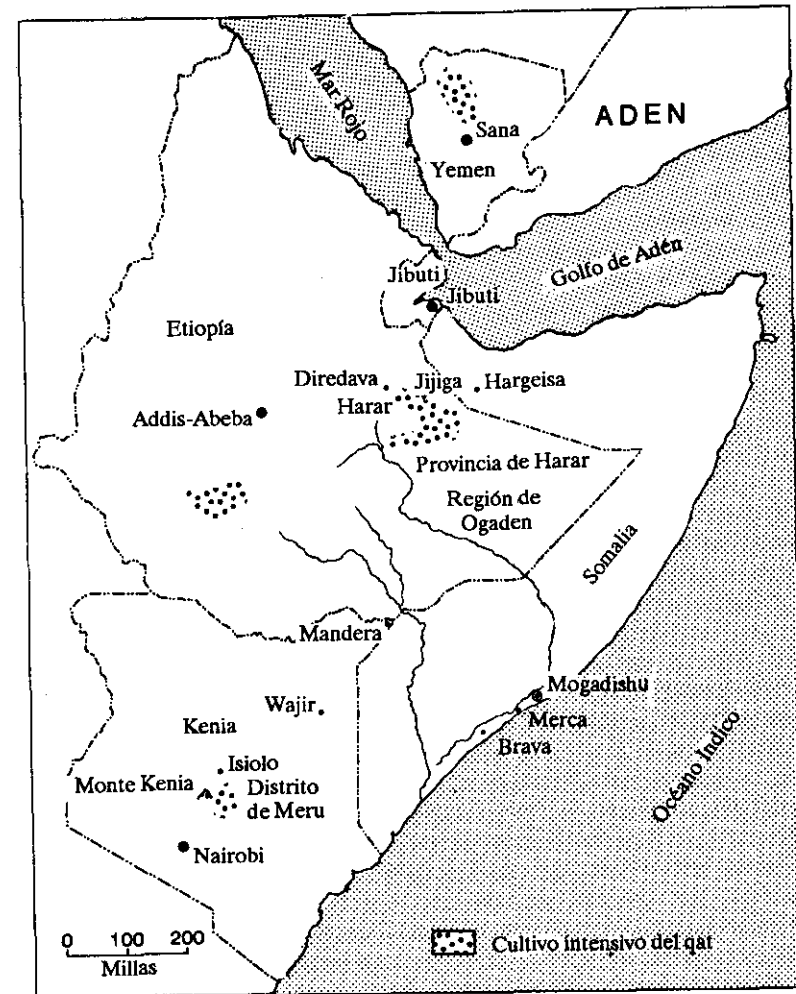 Mar Rojo
Sana
ADEN
Yemen
Jíbuti
Jíbuti
Golfo de Adén
Etiopía
Diredava
Jijiga
Hargeisa
Harar
Addis-Abeba
Provincia de Harar
Región de
Ogaden
Somalia
Mandera
Wajir
Mogadishu
Kenia
Merca
Brava
Isiolo
Monte Kenia
Distrito
de Meru
Océano Indico
Nairobi
0 100 200
Millas
Cultivo intensivo del qat